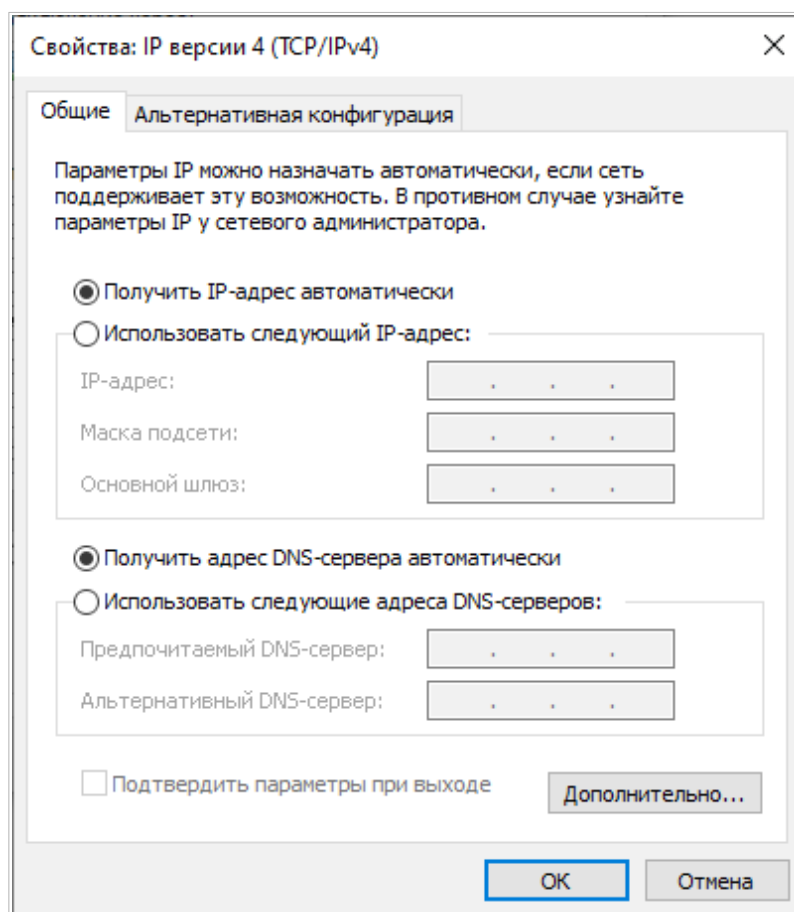 Свойства: IP версии 4 (TCP/IPv4)
Общие
Альтернативная конфигурация
Параметры IP можно назначать автоматически, если сеть
поддерживает эту возможность. В противном случае узнайте
параметры IP у сетевого администратора.
Получить IP-адрес автоматически
Использовать следующий IP-адрес:
IP-адрес:
Маска подсети:
Основной шлюз:
Получить адрес DNS-сервера автоматически
Использовать следующие адреса DNS-серверов:
Предпочитаемый DNS-сервер:
Альтернативный DNS-сервер:
Подтвердить параметры при выходе
Дополнительно...
ОК
Отмена